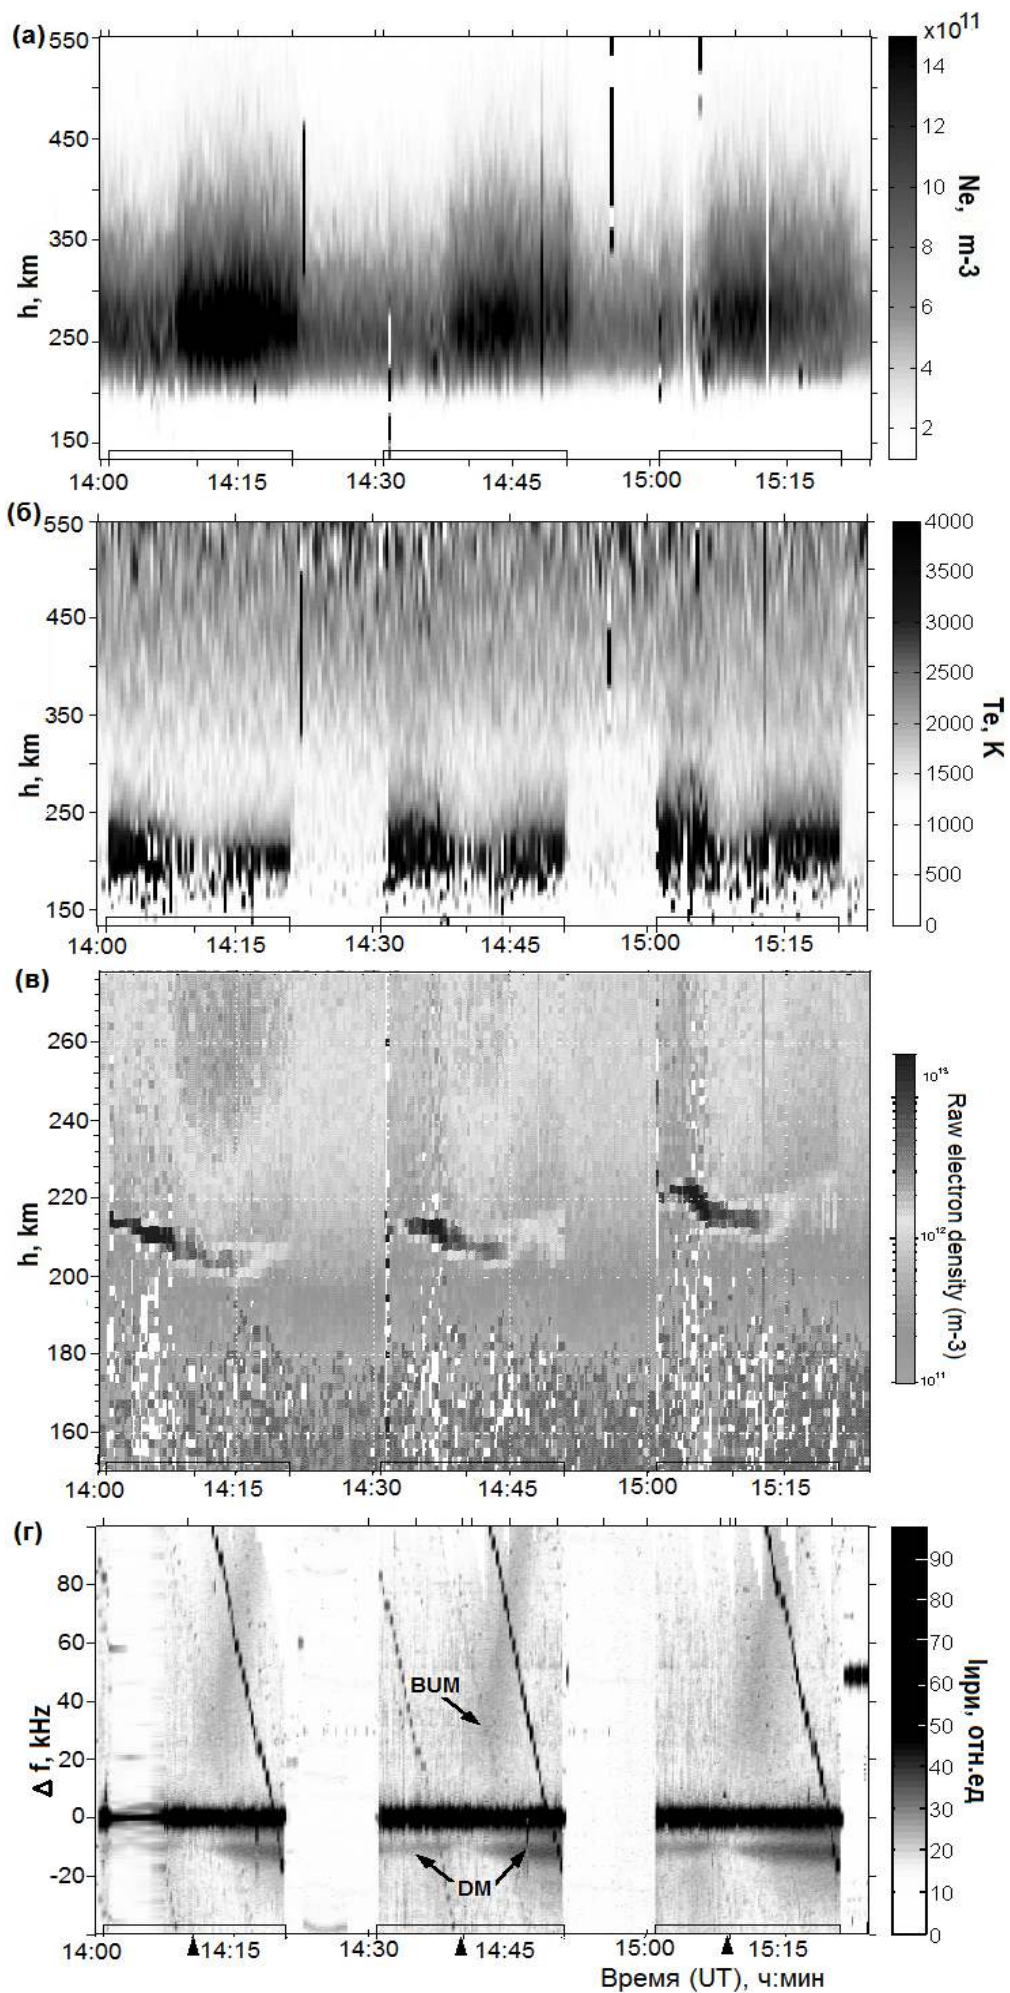 (a)
550
450
350
250
150
h, km
14:00 14:15 14:30 14:45 15:00 15:15
x10¹¹
14
12
10
8
6
4
2
Ne, m-3
(б)
550
450
350
250
150
h, km
14:00 14:15 14:30 14:45 15:00 15:15
4000
3500
3000
2500
2000
1500
1000
500
0
Te, K
(в)
260
240
220
200
180
160
h, km
14:00 14:15 14:30 14:45 15:00 15:15
10¹³
10¹²
10¹¹
Raw electron density (m-3)
(г)
80
60
40
20
0
-20
Δ f, kHz
BUM
DM
14:00 14:15 14:30 14:45 15:00 15:15
Время (UT), ч:мин
90
80
70
60
50
40
30
20
10
0
Iири, отн.ед